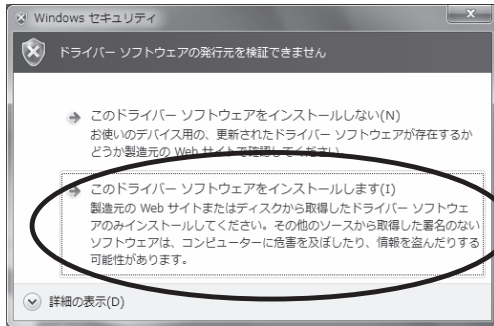 Windows セキュリティ
ドライバー ソフトウェアの発行元を検証できません
このドライバー ソフトウェアをインストールしない(N)
お使いのデバイス用の、更新されたドライバー ソフトウェアが存在するか
どうか製造元の Web サイトで確認してください。
このドライバー ソフトウェアをインストールします(I)
製造元の Web サイトまたはディスクから取得したドライバー ソフトウェ
アのみインストールしてください。その他のソースから取得した署名のない
ソフトウェアは、コンピューターに危害を及ぼしたり、情報を盗んだりする
可能性があります。
詳細の表示(D)